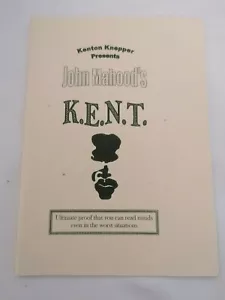 Kenton Knepper
Presents
John Mahood's
K.E.N.T.
Ultimate proof that you can read minds
even in the worst situations.